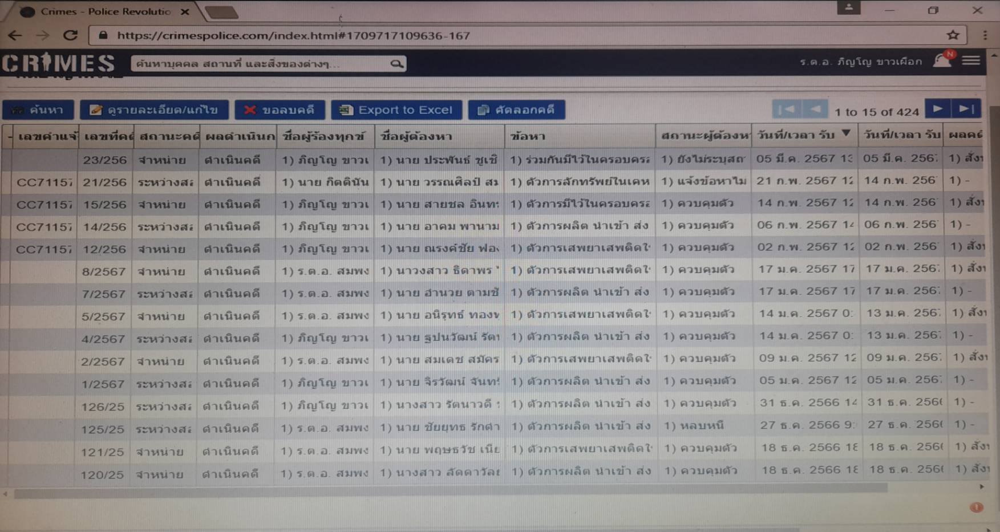 Crimes - Police Revolutio
https://crimespolice.com/index.html#1709717109636-167
CRIMES ค้นหาบุคคล สถานที่ และสิ่งของต่างๆ... ร.ต.อ. ภิญโญ ขาวเผือก N
ค้นหา ดูรายละเอียด/แก้ไข ขอลบคดี Export to Excel คัดลอกคดี 1 to 15 of 424
เลขคำแจ้ เลขที่คดี สถานะคดี ผลดำเนินก ชื่อผู้ร้องทุกข์ ชื่อผู้ต้องหา ข้อหา สถานะผู้ต้องห วันที่/เวลา รับ วันที่/เวลา รับ ผลคดี
23/256 จำหน่าย ดำเนินคดี 1) ภิญโญ ขาวเ 1) นาย ประพันธ์ ชูเชิ 1) ร่วมกันมีไว้ในครอบครอ 1) ยังไม่ระบุสถ 05 มี.ค. 2567 13 05 มี.ค. 256 1) สั่ง
CC71157 21/256 ระหว่างสอ ดำเนินคดี 1) นาย กิตตินัน 1) นาย วรรณศิลป์ สม 1) ตัวการลักทรัพย์ในเคห 1) แจ้งข้อหาไม 21 ก.พ. 2567 12 14 ก.พ. 256 1) -
CC71157 15/256 จำหน่าย ดำเนินคดี 1) ภิญโญ ขาวเ 1) นาย สายชล อินท 1) ตัวการมีไว้ในครอบครอ 1) ควบคุมตัว 14 ก.พ. 2567 12 14 ก.พ. 256 1) สั่ง
CC71157 14/256 ระหว่างสอ ดำเนินคดี 1) ภิญโญ ขาวเ 1) นาย อาคม พานาม 1) ตัวการผลิต นำเข้า ส่ง 1) ควบคุมตัว 06 ก.พ. 2567 14 06 ก.พ. 256 1) -
CC71157 12/256 จำหน่าย ดำเนินคดี 1) ภิญโญ ขาวเ 1) นาย ณรงค์ชัย ฟอง 1) ตัวการเสพยาเสพติดใ 1) ควบคุมตัว 02 ก.พ. 2567 12 02 ก.พ. 256 1) สั่ง
8/2567 จำหน่าย ดำเนินคดี 1) ร.ต.อ. สมพง 1) นางสาว ธิดาพร 1) ตัวการเสพยาเสพติดใ 1) ควบคุมตัว 17 ม.ค. 2567 17 17 ม.ค. 256 1) สั่ง
7/2567 ระหว่างสอ ดำเนินคดี 1) ร.ต.อ. สมพง 1) นาย อำนวย ตามชั 1) ตัวการผลิต นำเข้า ส่ง 1) ควบคุมตัว 17 ม.ค. 2567 17 17 ม.ค. 256 1) -
5/2567 จำหน่าย ดำเนินคดี 1) ร.ต.อ. สมพง 1) นาย อนิรุทธ์ ทองท 1) ตัวการเสพยาเสพติดใ 1) ควบคุมตัว 14 ม.ค. 2567 0: 13 ม.ค. 256 1) สั่ง
4/2567 ระหว่างสอ ดำเนินคดี 1) ภิญโญ ขาวเ 1) นาย ฐปนวัฒน์ รัต 1) ตัวการผลิต นำเข้า ส่ง 1) ควบคุมตัว 14 ม.ค. 2567 0: 13 ม.ค. 256 1) -
2/2567 จำหน่าย ดำเนินคดี 1) ร.ต.อ. สมพง 1) นาย สมเดช สมัคร 1) ตัวการเสพยาเสพติดใ 1) ควบคุมตัว 09 ม.ค. 2567 12 09 ม.ค. 256 1) สั่ง
1/2567 ระหว่างสอ ดำเนินคดี 1) ภิญโญ ขาวเ 1) นาย จิรวัฒน์ จันทร์ 1) ตัวการผลิต นำเข้า ส่ง 1) ควบคุมตัว 05 ม.ค. 2567 12 05 ม.ค. 256 1) -
126/25 ระหว่างสอ ดำเนินคดี 1) ภิญโญ ขาวเ 1) นางสาว รัตนาวดี 1) ตัวการผลิต นำเข้า ส่ง 1) ควบคุมตัว 31 ธ.ค. 2566 14 31 ธ.ค. 256 1) -
125/25 ระหว่างสอ ดำเนินคดี 1) ร.ต.อ. สมพง 1) นาย ชัยยุทธ รักดำ 1) ตัวการผลิต นำเข้า ส่ง 1) หลบหนี 27 ธ.ค. 2566 9: 27 ธ.ค. 256 1) -
121/25 จำหน่าย ดำเนินคดี 1) ร.ต.อ. สมพง 1) นาย พฤษธวัช เนีย 1) ตัวการเสพยาเสพติดใ 1) ควบคุมตัว 18 ธ.ค. 2566 18 18 ธ.ค. 256 1) สั่ง
120/25 จำหน่าย ดำเนินคดี 1) ร.ต.อ. สมพง 1) นางสาว ลัดดาวัลย 1) ตัวการผลิต นำเข้า ส่ง 1) ควบคุมตัว 18 ธ.ค. 2566 18 18 ธ.ค. 256 1) สั่ง